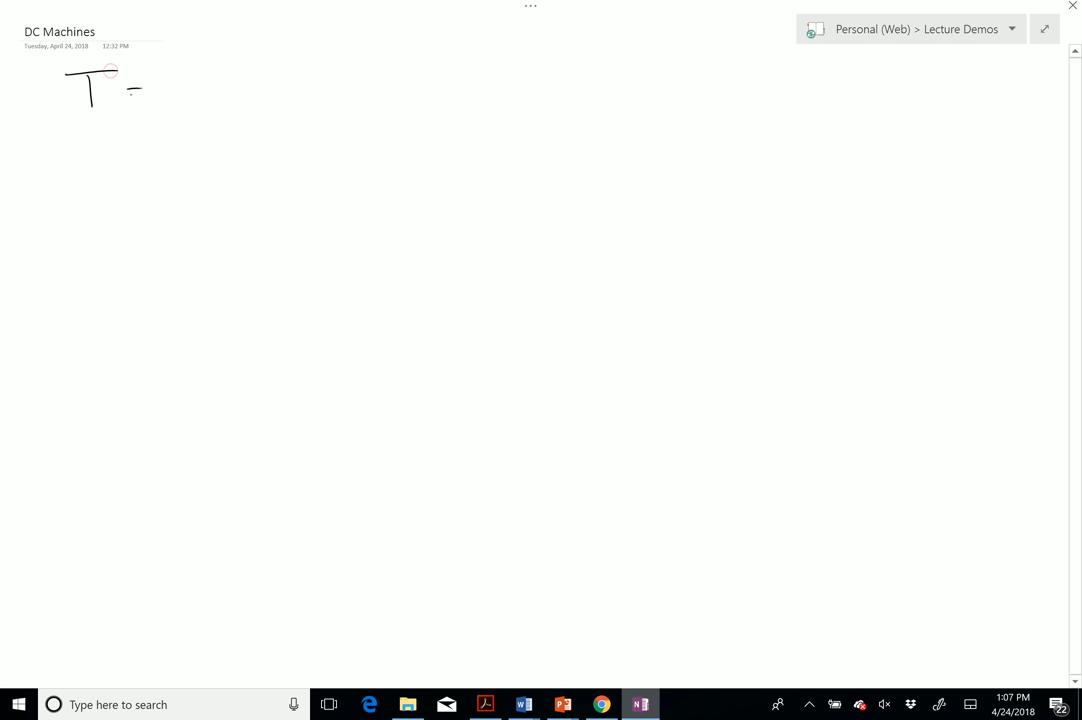 ...
DC Machines
Personal (Web) > Lecture Demos
Tuesday, April 24, 2018 12:32 PM
T =
Type here to search
1:07 PM
4/24/2018
22